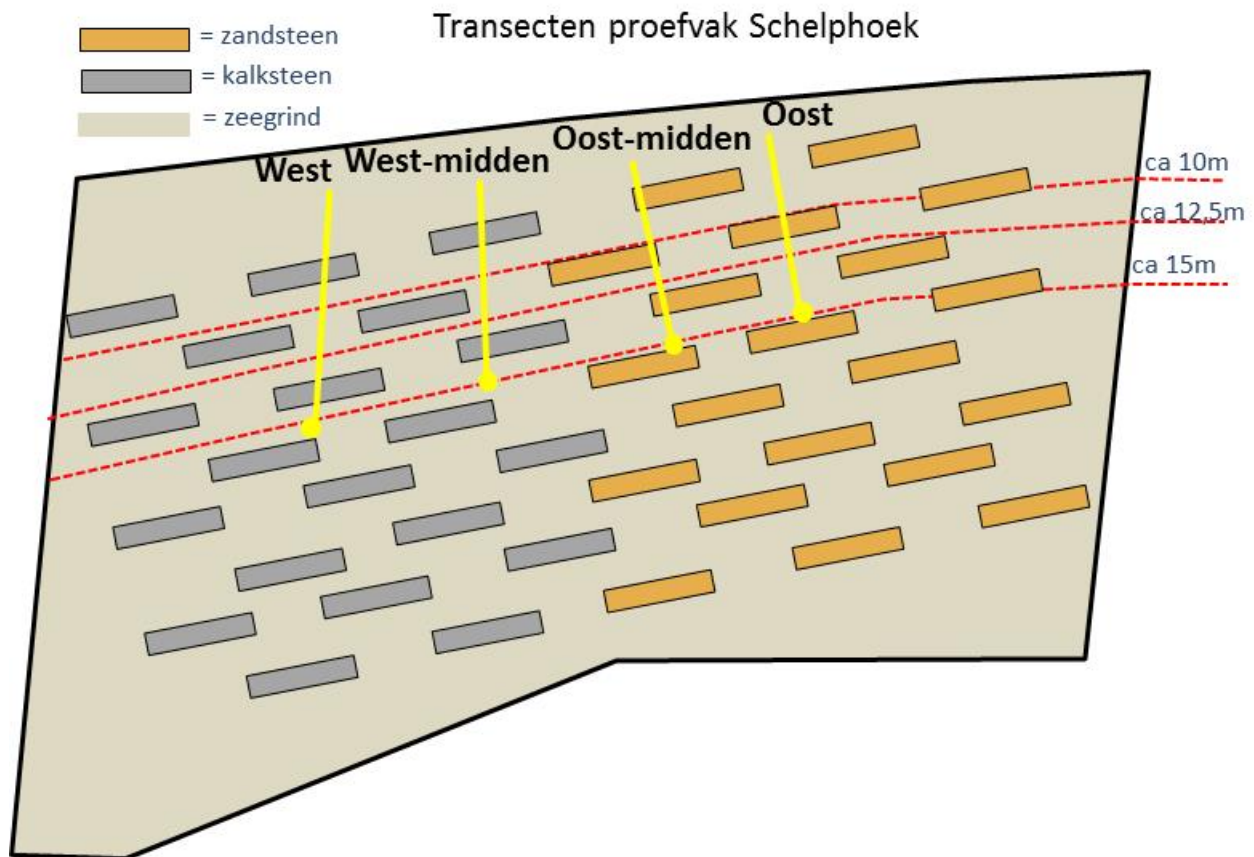 Transecten proefvak Schelphoek
= zandsteen
= kalksteen
= zeegrind
West
West-midden
Oost-midden
Oost
ca 10m
ca 12,5m
ca 15m